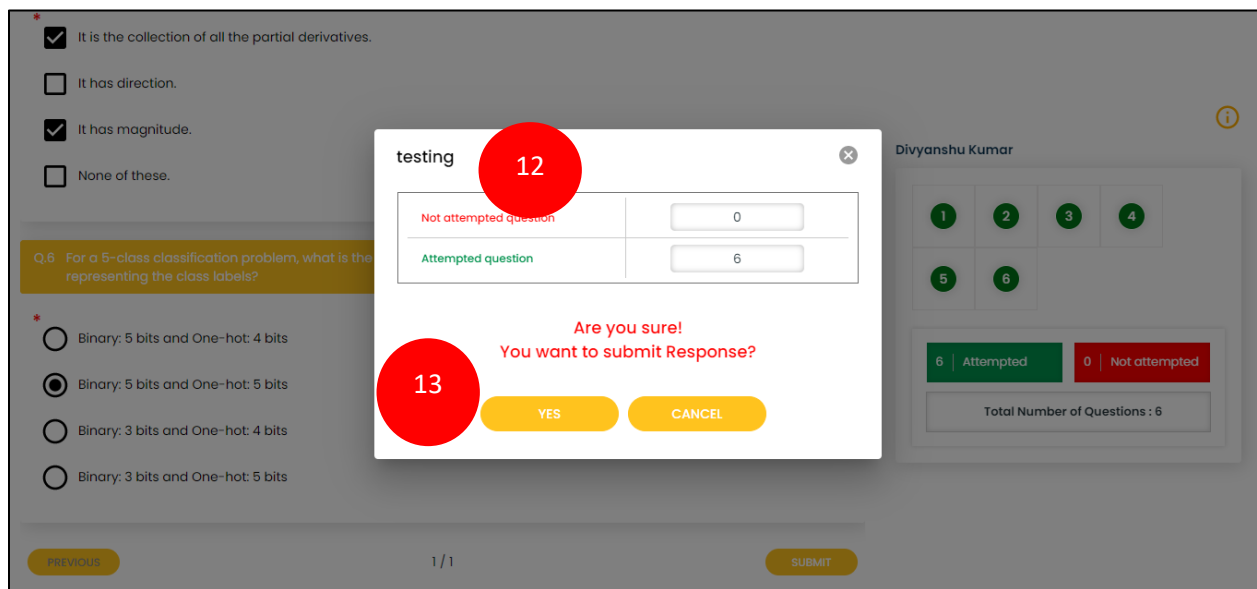 *
It is the collection of all the partial derivatives.
It has direction.
It has magnitude.
None of these.
Q.6 For a 5-class classification problem, what is the
representing the class labels?
*
Binary: 5 bits and One-hot: 4 bits
Binary: 5 bits and One-hot: 5 bits
Binary: 3 bits and One-hot: 4 bits
Binary: 3 bits and One-hot: 5 bits
PREVIOUS
1 / 1
SUBMIT
testing
12
Not attempted question
0
Attempted question
6
Are you sure!
You want to submit Response?
13
YES
CANCEL
Divyanshu Kumar
1 2 3 4
5 6
6 | Attempted
0 | Not attempted
Total Number of Questions : 6